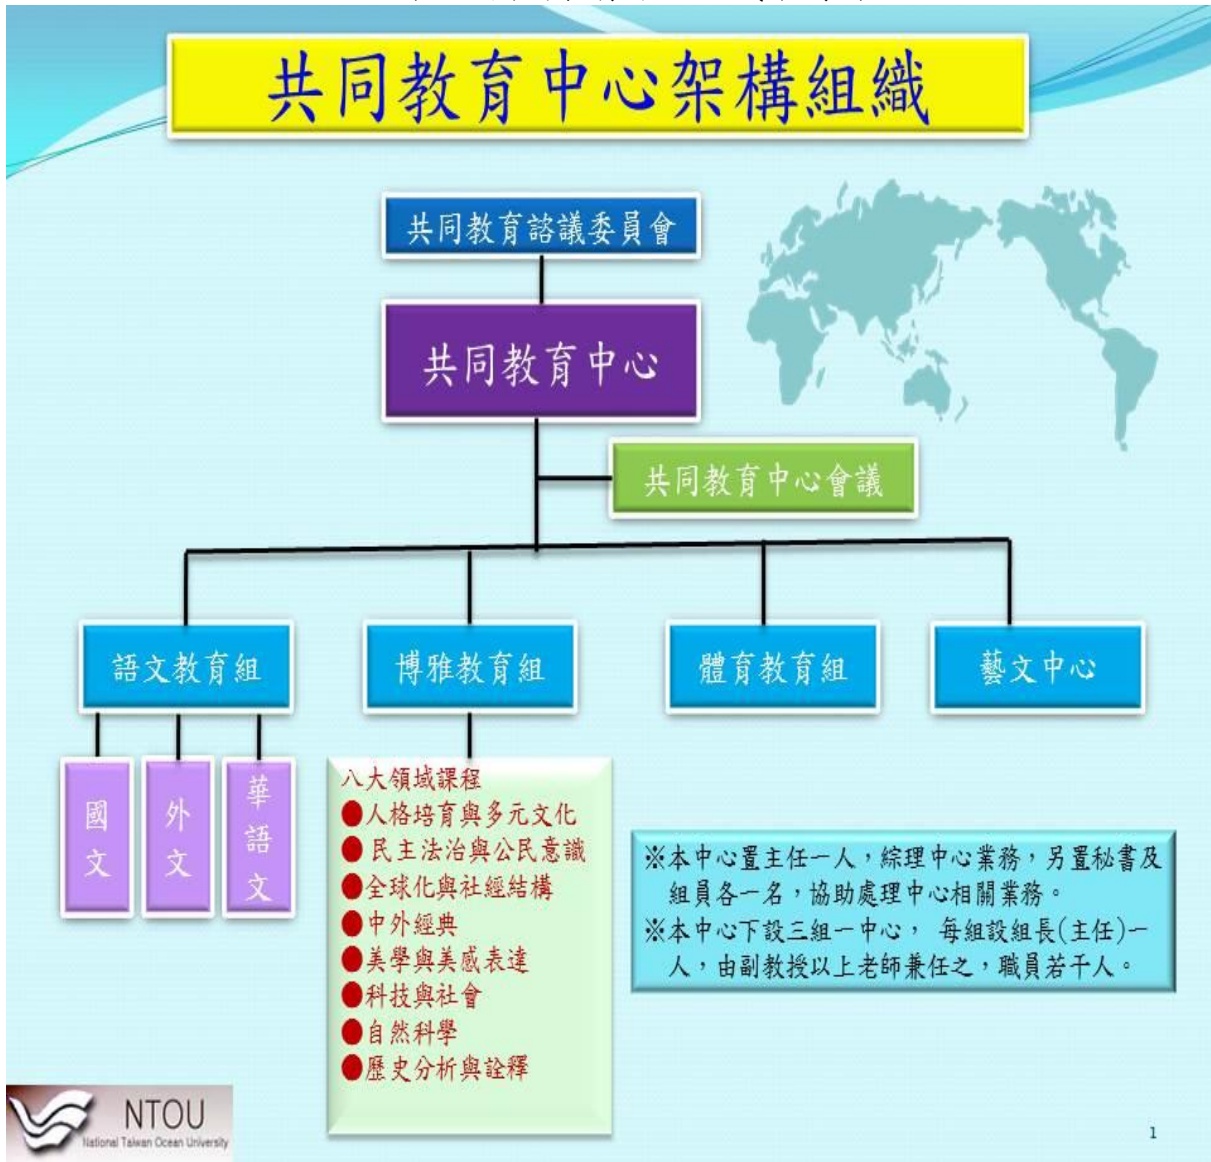 共同教育中心架構組織
共同教育諮議委員會
共同教育中心
共同教育中心會議
語文教育組
博雅教育組
體育教育組
藝文中心
國文
外文
華語文
八大領域課程
●人格培育與多元文化
●民主法治與公民意識
●全球化與社經結構
●中外經典
●美學與美感表達
●科技與社會
●自然科學
●歷史分析與詮釋
※本中心置主任一人，綜理中心業務，另置秘書及
組員各一名，協助處理中心相關業務。
※本中心下設三組一中心， 每組設組長(主任)一
人，由副教授以上老師兼任之，職員若干人。
NTOU
National Taiwan Ocean University
1